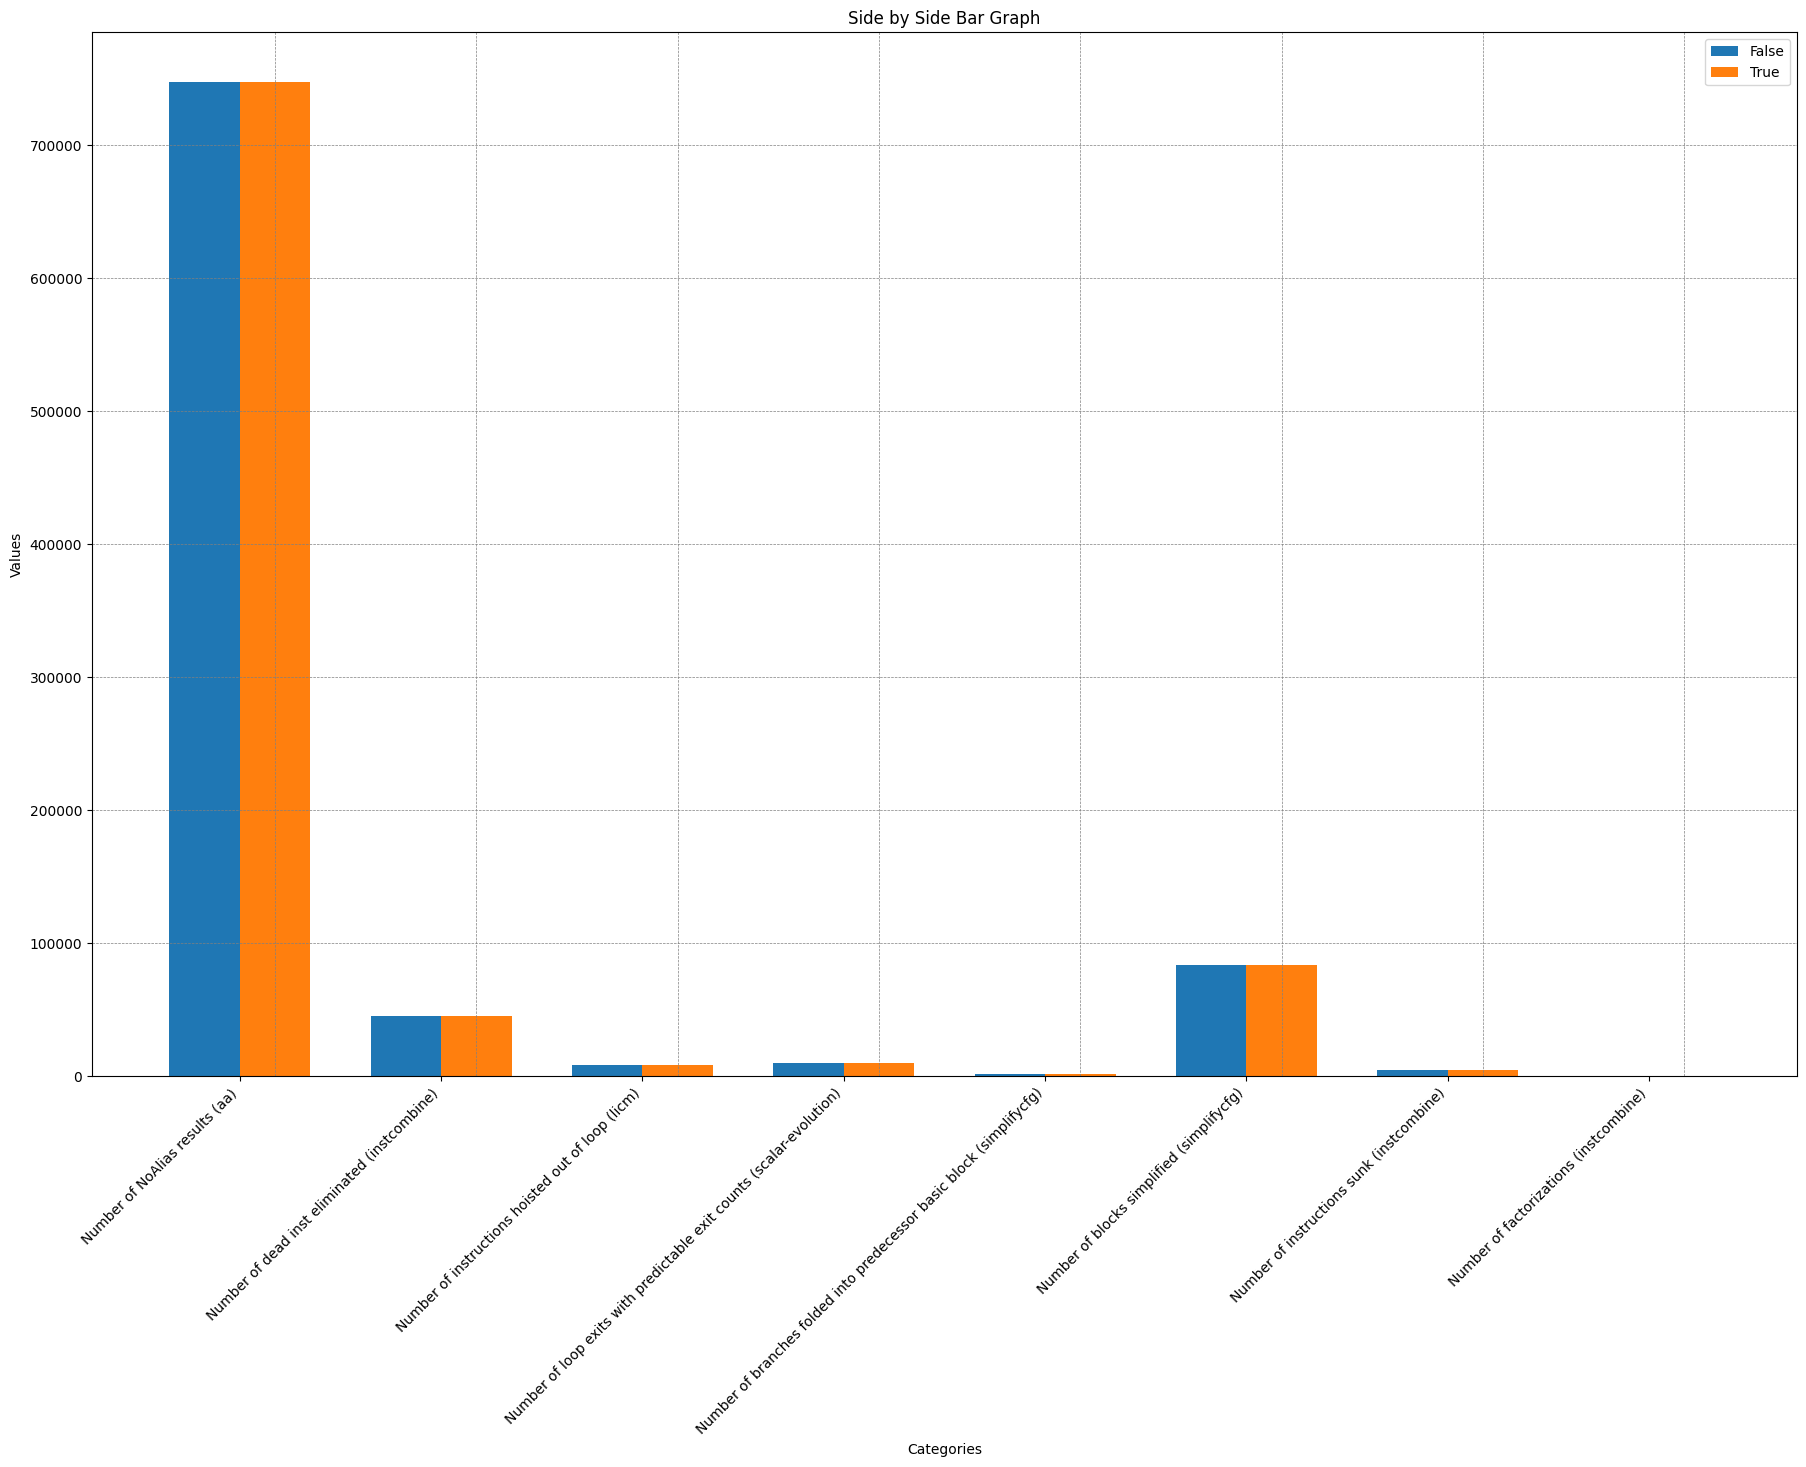 Side by Side Bar Graph
False
True
700000
600000
500000
400000
300000
200000
100000
0
Values
Number of NoAlias results (aa)
Number of dead inst eliminated (instcombine)
Number of instructions hoisted out of loop (licm)
Number of loop exits with predictable exit counts (scalar-evolution)
Number of branches folded into predecessor basic block (simplifycfg)
Number of blocks simplified (simplifycfg)
Number of instructions sunk (instcombine)
Number of factorizations (instcombine)
Categories